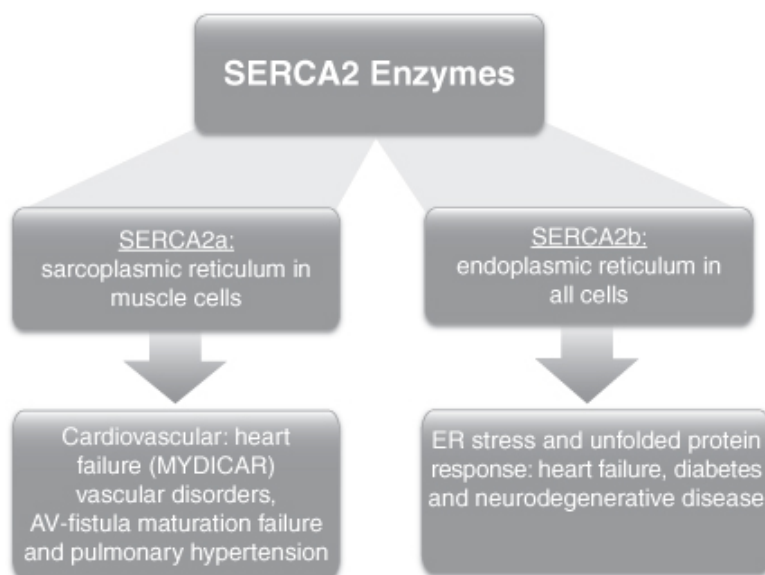 SERCA2 Enzymes
SERCA2a:
sarcoplasmic reticulum in
muscle cells
SERCA2b:
endoplasmic reticulum in
all cells
Cardiovascular: heart
failure (MYDICAR)
vascular disorders,
AV-fistula maturation failure
and pulmonary hypertension
ER stress and unfolded protein
response: heart failure, diabetes
and neurodegenerative disease